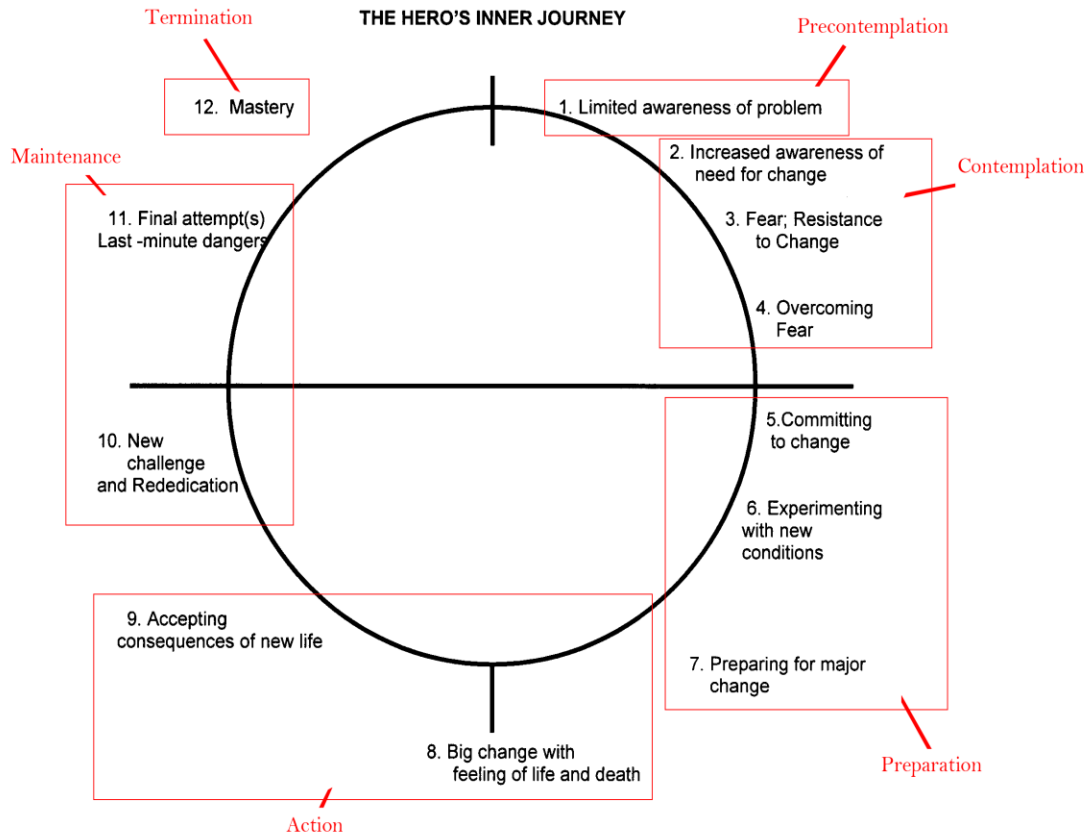 THE HERO'S INNER JOURNEY
Termination
Precontemplation
12. Mastery
1. Limited awareness of problem
Maintenance
2. Increased awareness of
need for change
Contemplation
11. Final attempt(s)
Last -minute dangers
3. Fear; Resistance
to Change
4. Overcoming
Fear
5.Committing
to change
10. New
challenge
and Rededication
6. Experimenting
with new
conditions
9. Accepting
consequences of new life
7. Preparing for major
change
8. Big change with
feeling of life and death
Preparation
Action